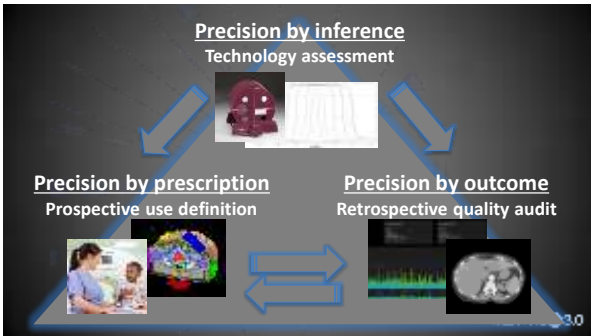 Precision by inference
Technology assessment
Precision by prescription
Prospective use definition
Precision by outcome
Retrospective quality audit